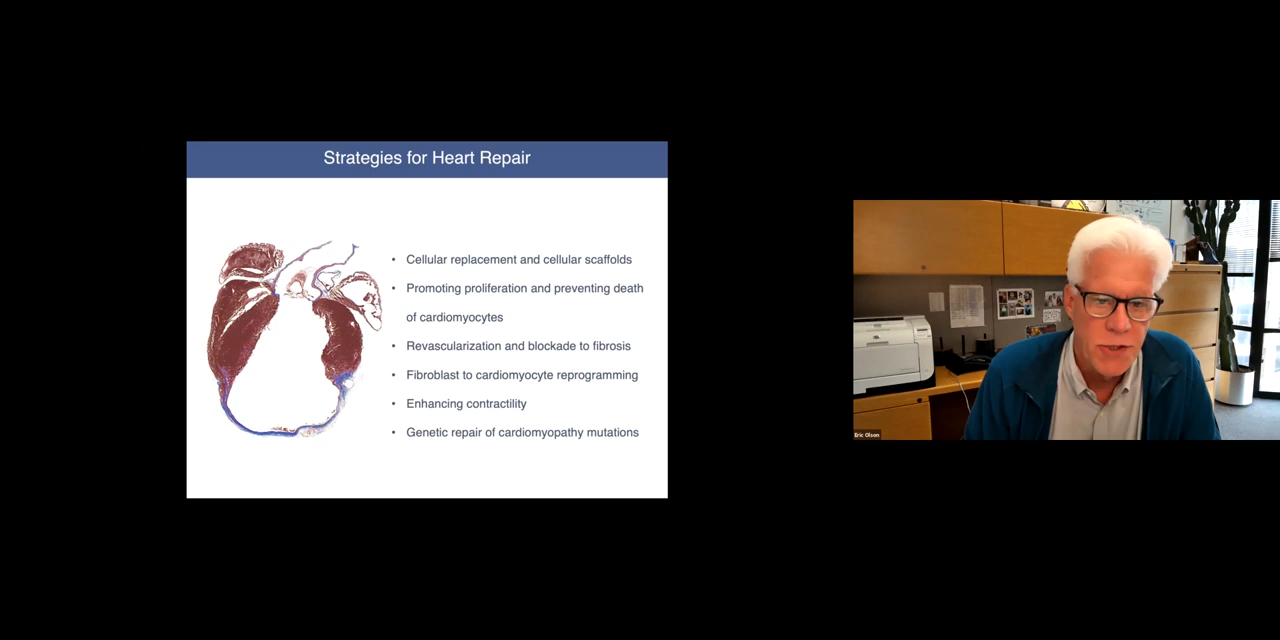 Strategies for Heart Repair
• Cellular replacement and cellular scaffolds
• Promoting proliferation and preventing death
of cardiomyocytes
• Revascularization and blockade to fibrosis
• Fibroblast to cardiomyocyte reprogramming
• Enhancing contractility
• Genetic repair of cardiomyopathy mutations
Eric Olson